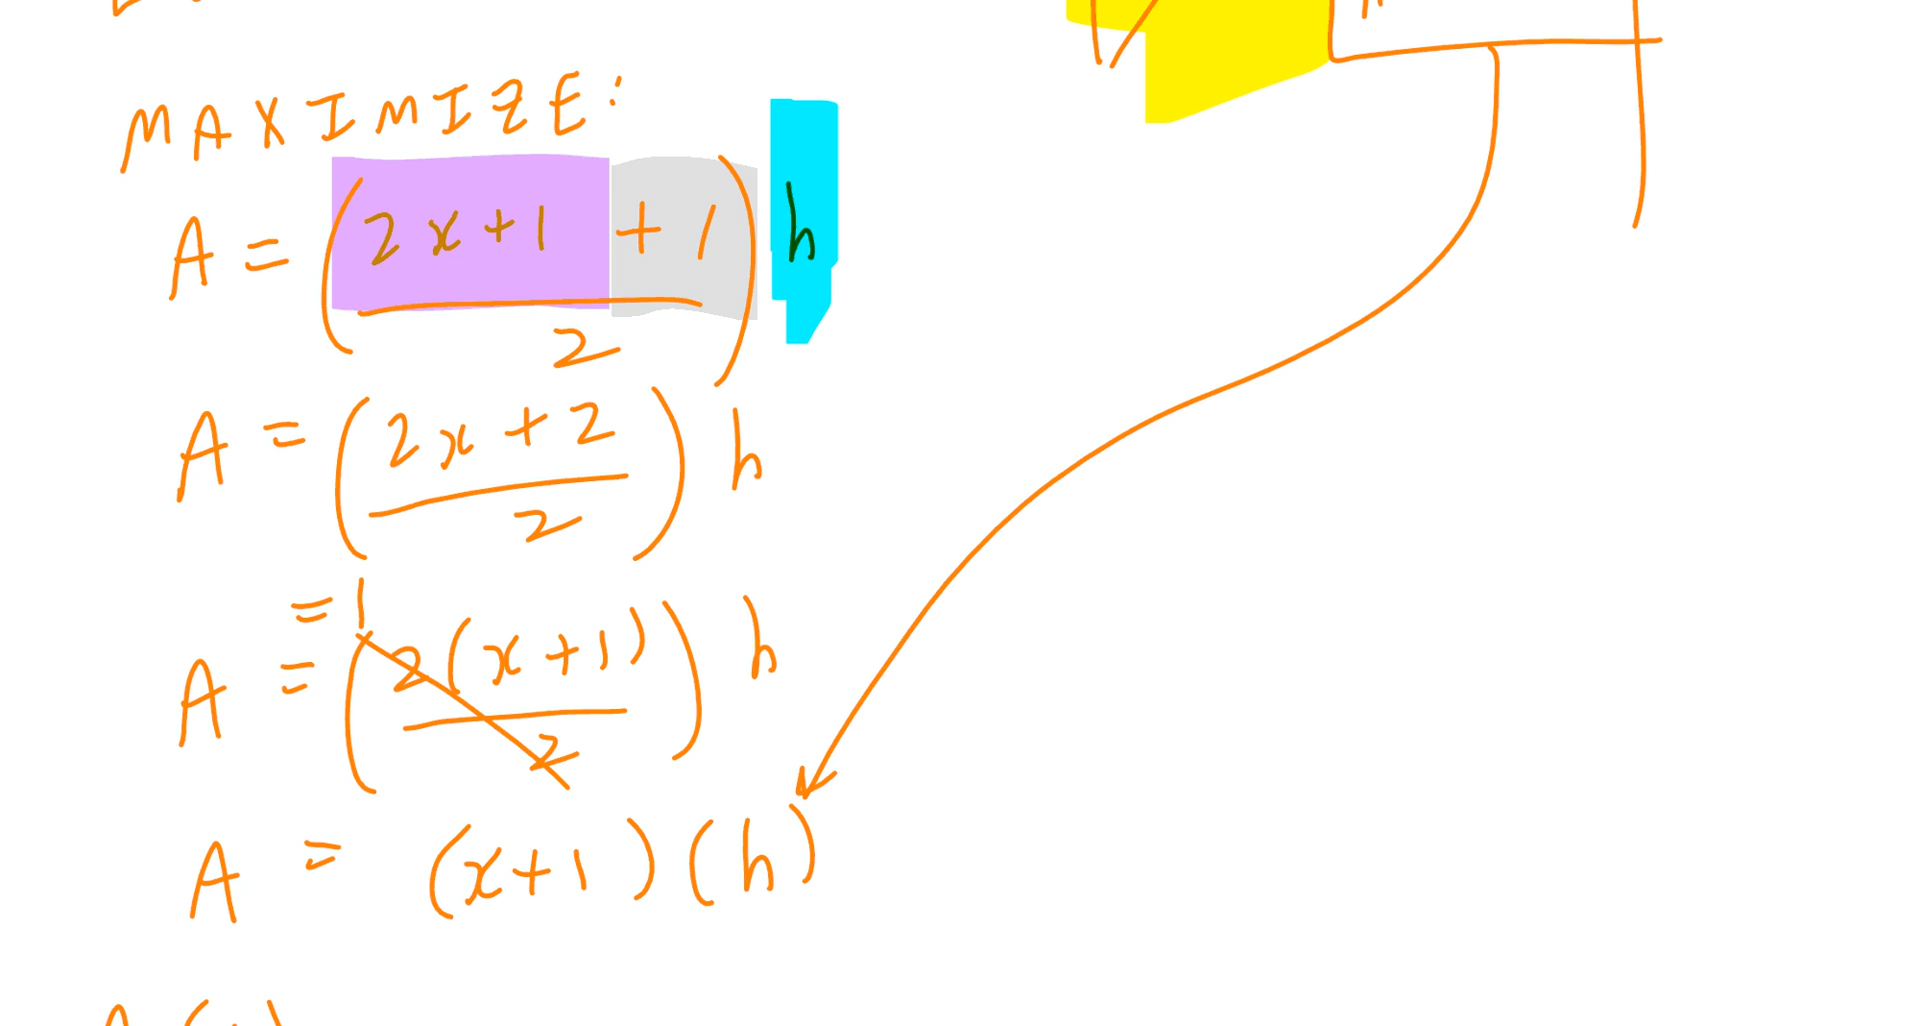 MAXIMIZE:
A = ( (2x+1 + 1) / 2 ) h
A = ( (2x+2) / 2 ) h
= 1
A = ( 2(x+1) / 2 ) h
A = (x+1)(h)